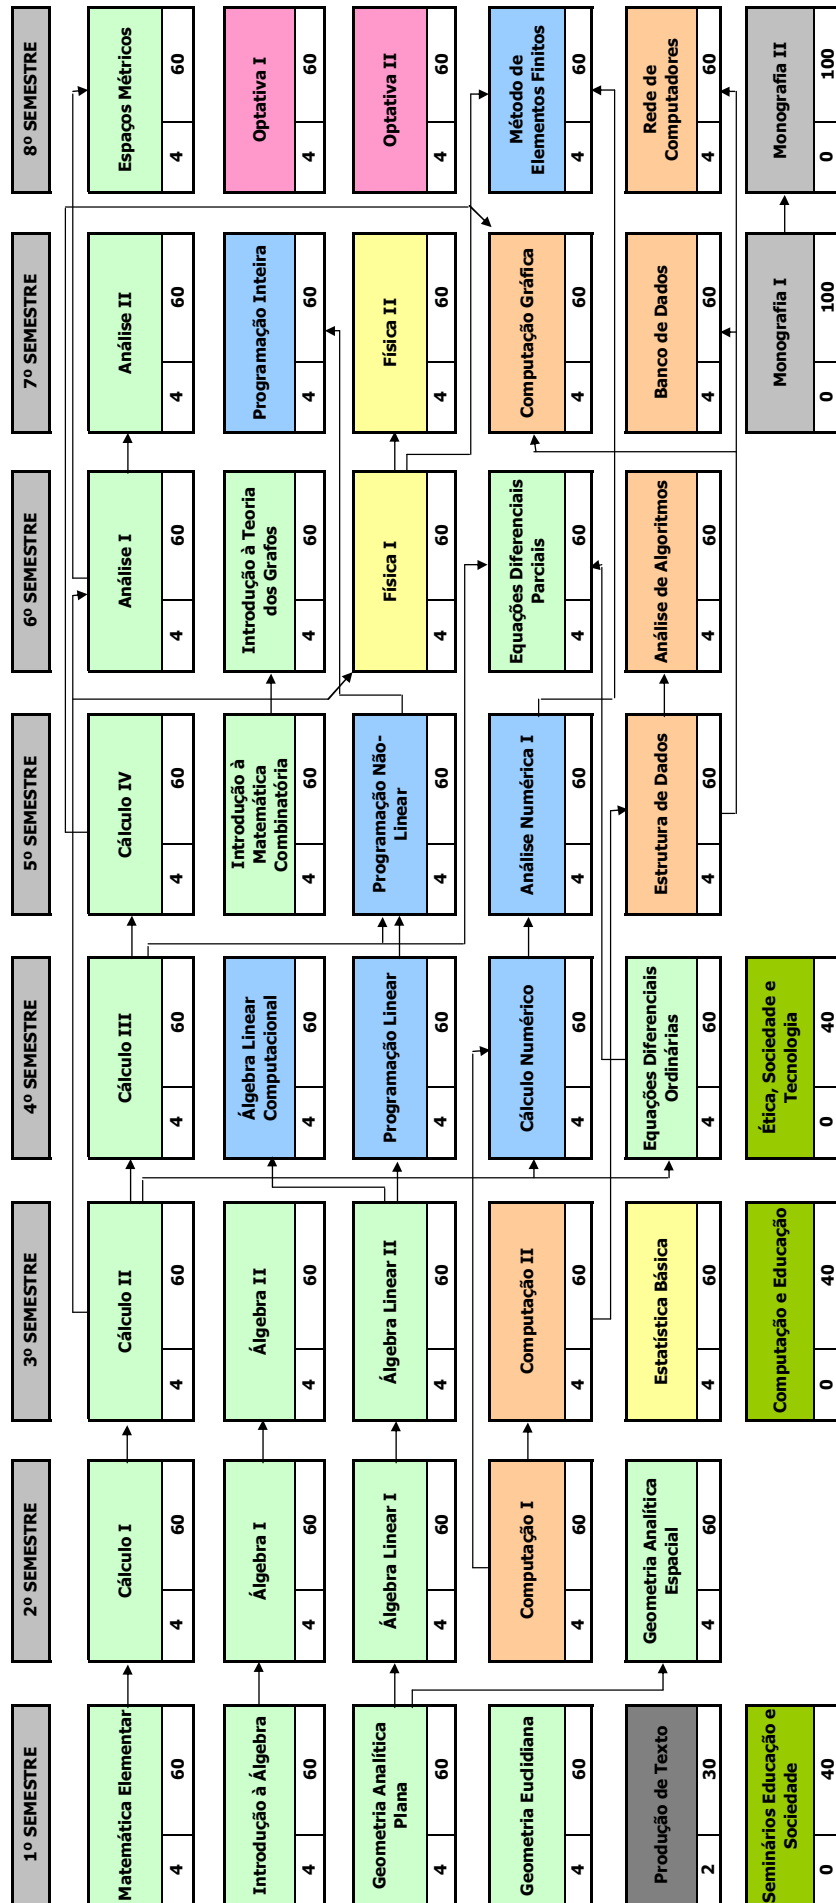 1º SEMESTRE
Matemática Elementar
4 60
Introdução à Álgebra
4 60
Geometria Analítica
Plana
4 60
Geometria Euclidiana
4 60
Produção de Texto
2 30
Seminários Educação e
Sociedade
0 40
2º SEMESTRE
Cálculo I
4 60
Álgebra I
4 60
Álgebra Linear I
4 60
Computação I
4 60
Geometria Analítica
Espacial
4 60
3º SEMESTRE
Cálculo II
4 60
Álgebra II
4 60
Álgebra Linear II
4 60
Computação II
4 60
Estatística Básica
4 60
Computação e Educação
0 40
4º SEMESTRE
Cálculo III
4 60
Álgebra Linear
Computacional
4 60
Programação Linear
4 60
Cálculo Numérico
4 60
Equações Diferenciais
Ordinárias
4 60
Ética, Sociedade e
Tecnologia
0 40
5º SEMESTRE
Cálculo IV
4 60
Introdução à
Matemática
Combinatória
4 60
Programação Não-
Linear
4 60
Análise Numérica I
4 60
Estrutura de Dados
4 60
6º SEMESTRE
Análise I
4 60
Introdução à Teoria
dos Grafos
4 60
Física I
4 60
Equações Diferenciais
Parciais
4 60
Análise de Algoritmos
4 60
7º SEMESTRE
Análise II
4 60
Programação Inteira
4 60
Física II
4 60
Computação Gráfica
4 60
Banco de Dados
4 60
Monografia I
0 100
8º SEMESTRE
Espaços Métricos
4 60
Optativa I
4 60
Optativa II
4 60
Método de
Elementos Finitos
4 60
Rede de
Computadores
4 60
Monografia II
0 100